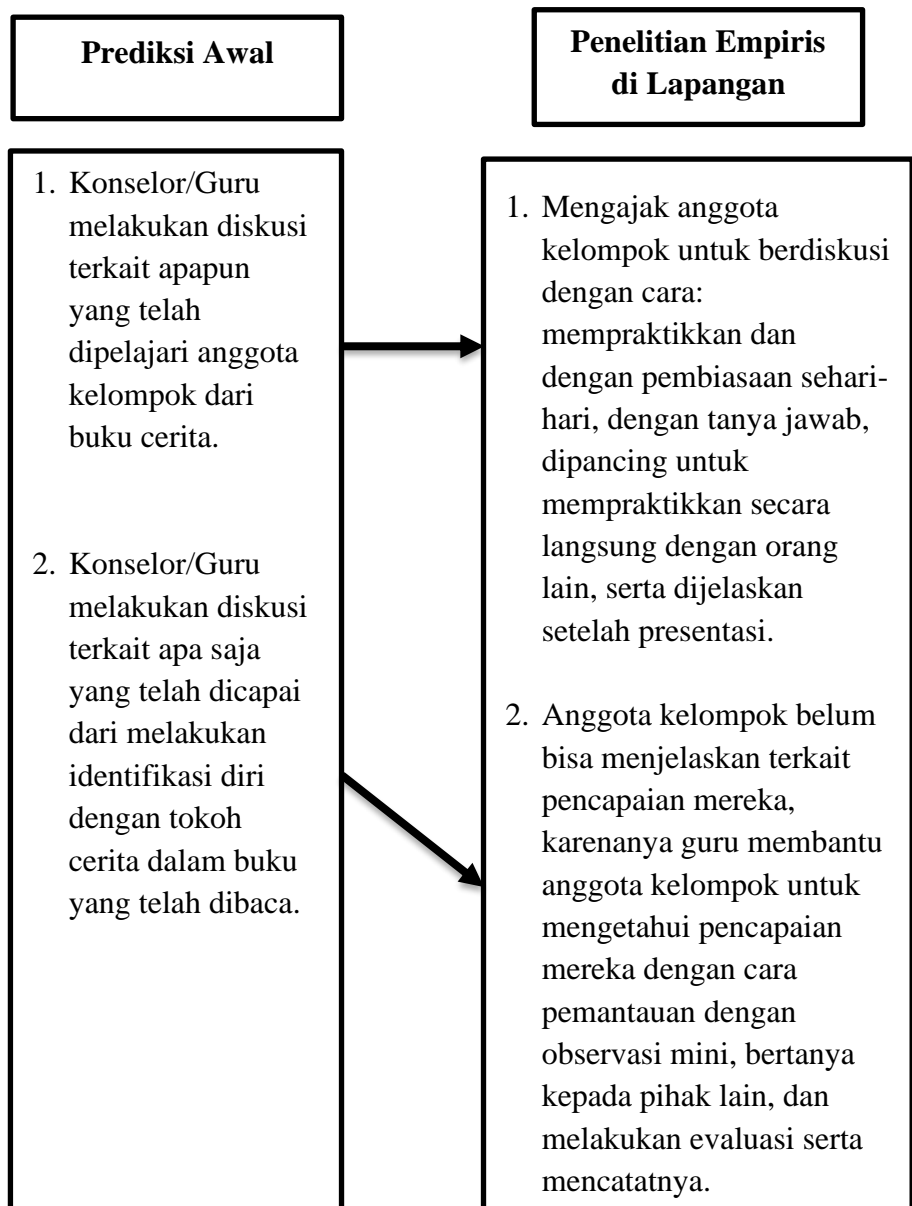 Prediksi Awal
Penelitian Empiris
di Lapangan
1. Konselor/Guru
melakukan diskusi
terkait apapun
yang telah
dipelajari anggota
kelompok dari
buku cerita.
2. Konselor/Guru
melakukan diskusi
terkait apa saja
yang telah dicapai
dari melakukan
identifikasi diri
dengan tokoh
cerita dalam buku
yang telah dibaca.
1. Mengajak anggota
kelompok untuk berdiskusi
dengan cara:
mempraktikkan dan
dengan pembiasaan sehari-
hari, dengan tanya jawab,
dipancing untuk
mempraktikkan secara
langsung dengan orang
lain, serta dijelaskan
setelah presentasi.
2. Anggota kelompok belum
bisa menjelaskan terkait
pencapaian mereka,
karenanya guru membantu
anggota kelompok untuk
mengetahui pencapaian
mereka dengan cara
pemantauan dengan
observasi mini, bertanya
kepada pihak lain, dan
melakukan evaluasi serta
mencatatnya.